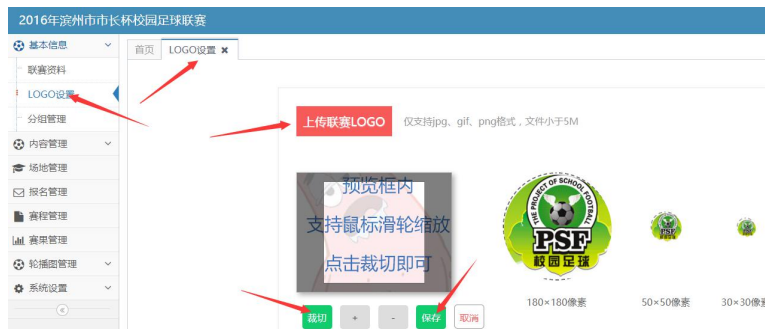 2016年滨州市市长杯校园足球联赛
基本信息
联赛资料
LOGO设置
分组管理
内容管理
场地管理
报名管理
赛程管理
赛果管理
轮播图管理
系统设置
首页 LOGO设置 ✖
上传联赛LOGO 仅支持jpg、gif、png格式，文件小于5M
预览框内
支持鼠标滑轮缩放
点击裁切即可
THE PROJECT OF SCHOOL FOOTBALL
PSF
校园足球
180×180像素 50×50像素 30×30像素
裁切 + - 保存 取消